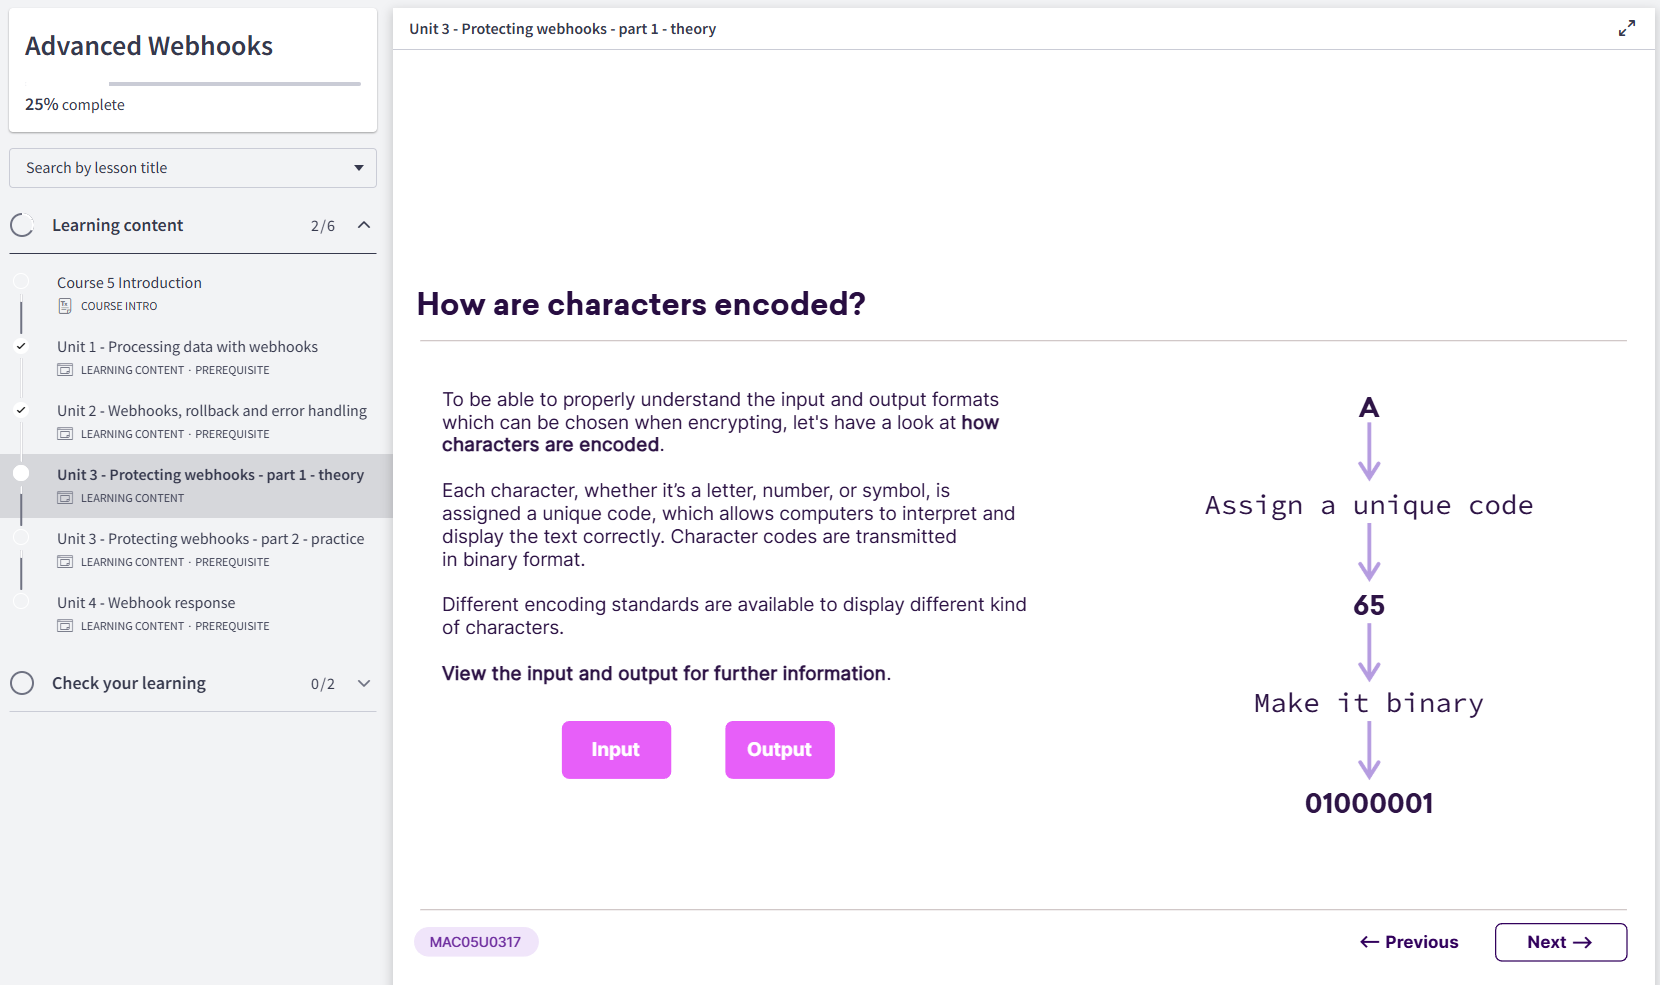 Advanced Webhooks
25% complete
Search by lesson title
Learning content 2/6
Course 5 Introduction
COURSE INTRO
Unit 1 - Processing data with webhooks
LEARNING CONTENT · PREREQUISITE
Unit 2 - Webhooks, rollback and error handling
LEARNING CONTENT · PREREQUISITE
Unit 3 - Protecting webhooks - part 1 - theory
LEARNING CONTENT
Unit 3 - Protecting webhooks - part 2 - practice
LEARNING CONTENT · PREREQUISITE
Unit 4 - Webhook response
LEARNING CONTENT · PREREQUISITE
Check your learning 0/2
Unit 3 - Protecting webhooks - part 1 - theory
How are characters encoded?
To be able to properly understand the input and output formats
which can be chosen when encrypting, let's have a look at how
characters are encoded.
Each character, whether it’s a letter, number, or symbol, is
assigned a unique code, which allows computers to interpret and
display the text correctly. Character codes are transmitted
in binary format.
Different encoding standards are available to display different kind
of characters.
View the input and output for further information.
Input Output
A
Assign a unique code
65
Make it binary
01000001
MAC05U0317
← Previous
Next →